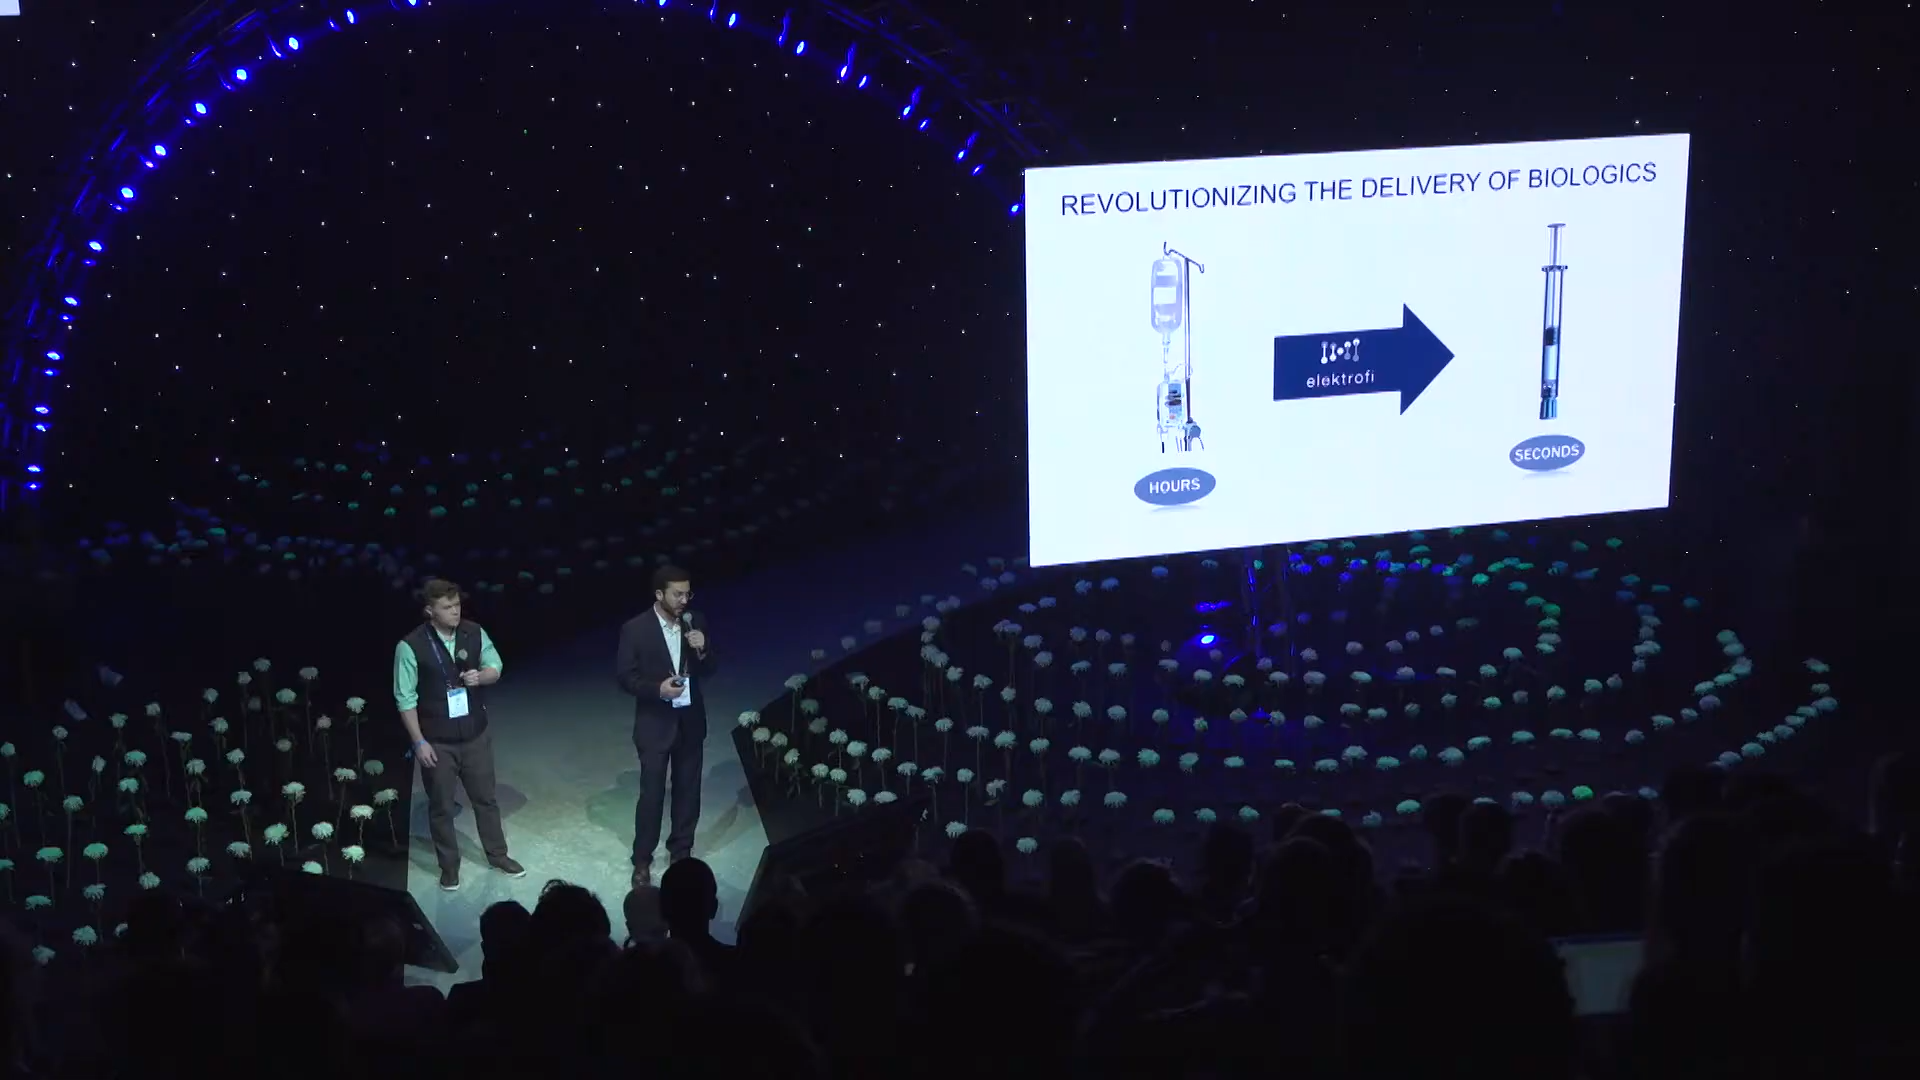 REVOLUTIONIZING THE DELIVERY OF BIOLOGICS
elektrofi
HOURS
SECONDS